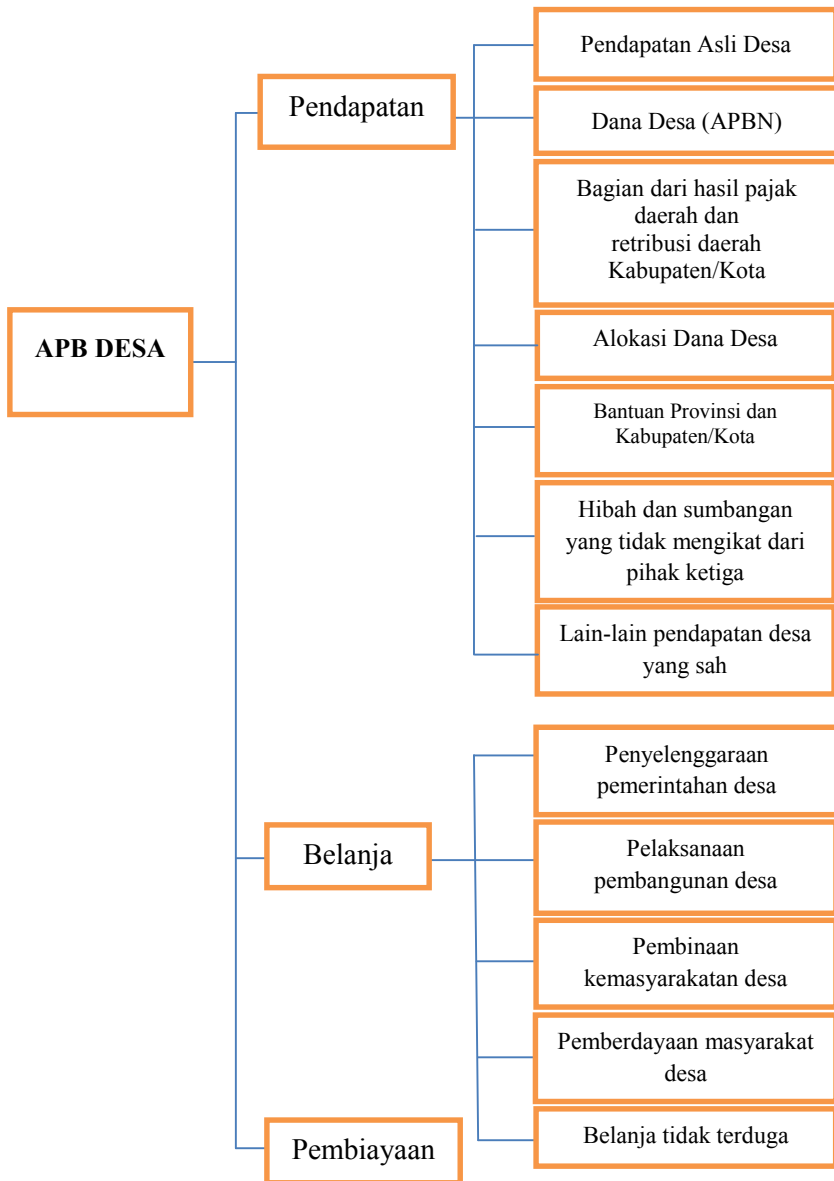 APB DESA
Pendapatan
Pendapatan Asli Desa
Dana Desa (APBN)
Bagian dari hasil pajak
daerah dan
retribusi daerah
Kabupaten/Kota
Alokasi Dana Desa
Bantuan Provinsi dan
Kabupaten/Kota
Hibah dan sumbangan
yang tidak mengikat dari
pihak ketiga
Lain-lain pendapatan desa
yang sah
Belanja
Penyelenggaraan
pemerintahan desa
Pelaksanaan
pembangunan desa
Pembinaan
kemasyarakatan desa
Pemberdayaan masyarakat
desa
Belanja tidak terduga
Pembiayaan